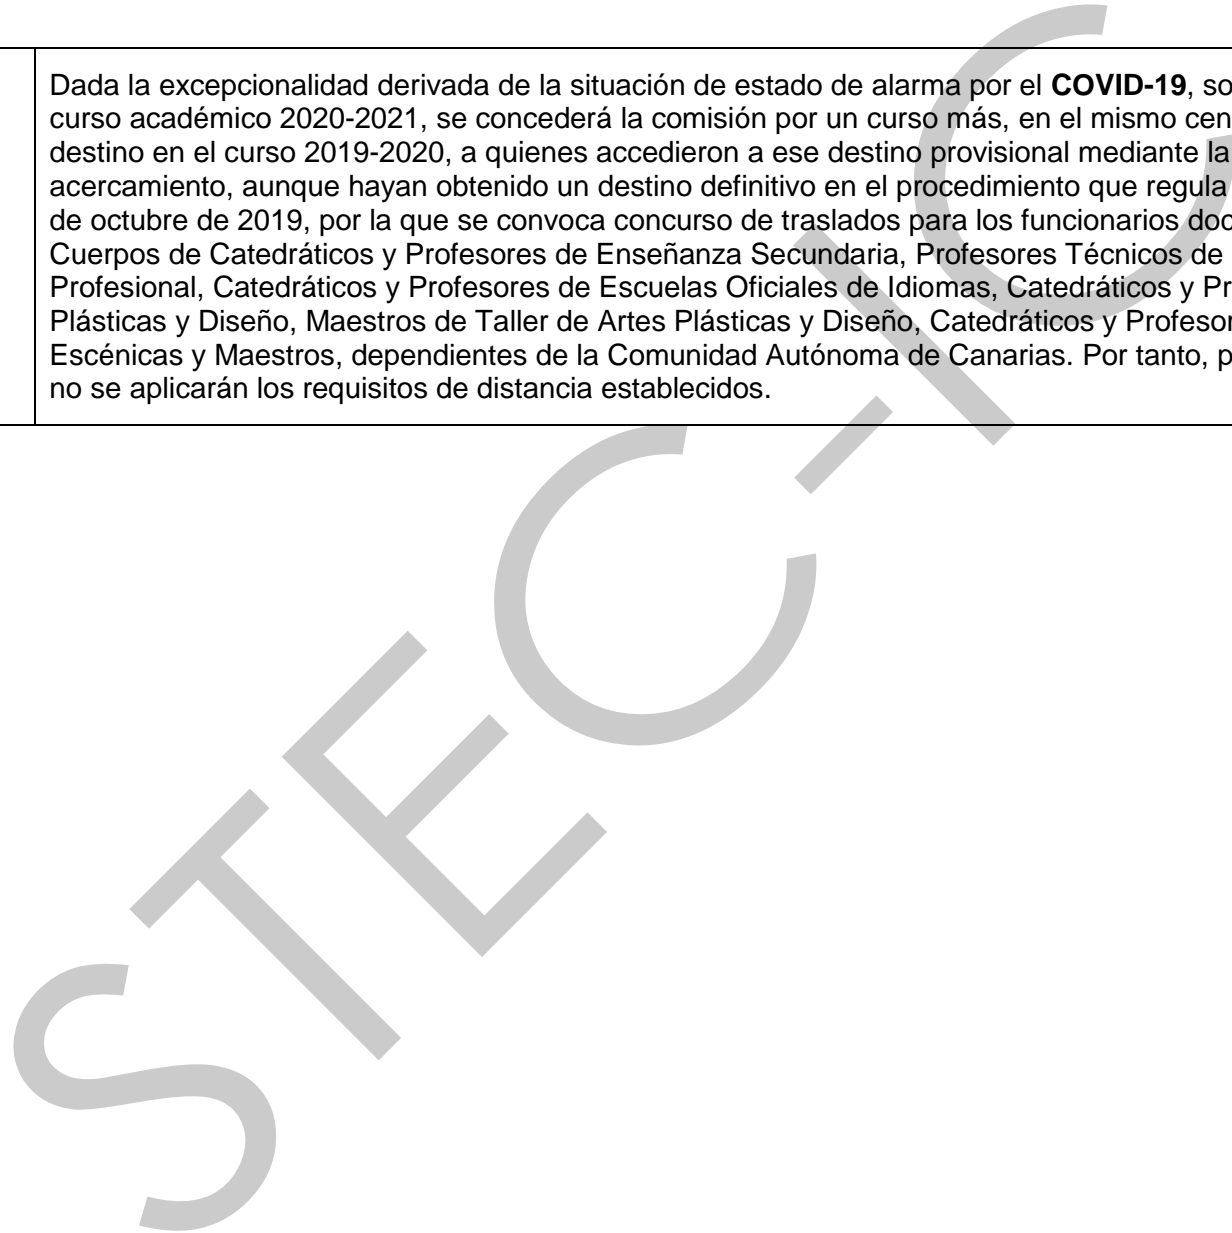 Dada la excepcionalidad derivada de la situación de estado de alarma por el COVID-19, so
curso académico 2020-2021, se concederá la comisión por un curso más, en el mismo cen
destino en el curso 2019-2020, a quienes accedieron a ese destino provisional mediante la
acercamiento, aunque hayan obtenido un destino definitivo en el procedimiento que regula
de octubre de 2019, por la que se convoca concurso de traslados para los funcionarios doc
Cuerpos de Catedráticos y Profesores de Enseñanza Secundaria, Profesores Técnicos de
Profesional, Catedráticos y Profesores de Escuelas Oficiales de Idiomas, Catedráticos y Pr
Plásticas y Diseño, Maestros de Taller de Artes Plásticas y Diseño, Catedráticos y Profesor
Escénicas y Maestros, dependientes de la Comunidad Autónoma de Canarias. Por tanto, p
no se aplicarán los requisitos de distancia establecidos.
STEC-IC